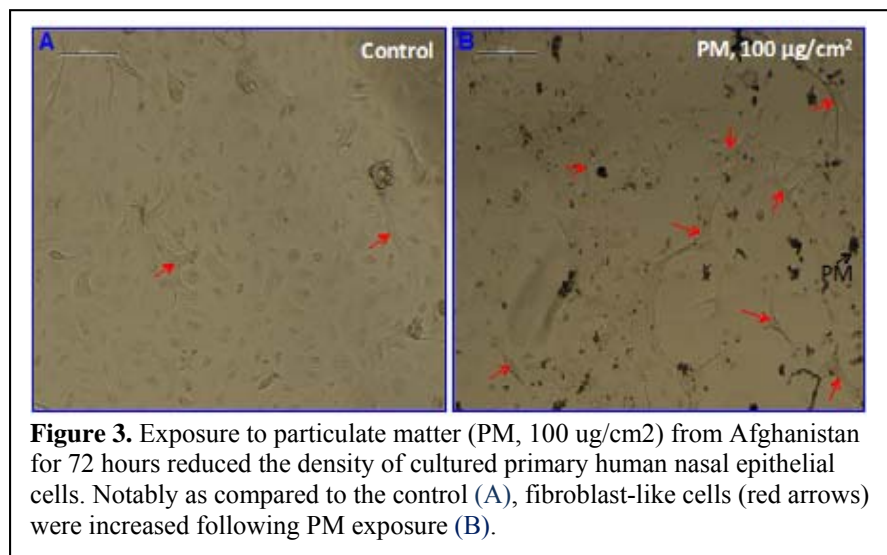 A
Control
B
PM, 100 µg/cm²
PM
Figure 3. Exposure to particulate matter (PM, 100 ug/cm2) from Afghanistan
for 72 hours reduced the density of cultured primary human nasal epithelial
cells. Notably as compared to the control (A), fibroblast-like cells (red arrows)
were increased following PM exposure (B).